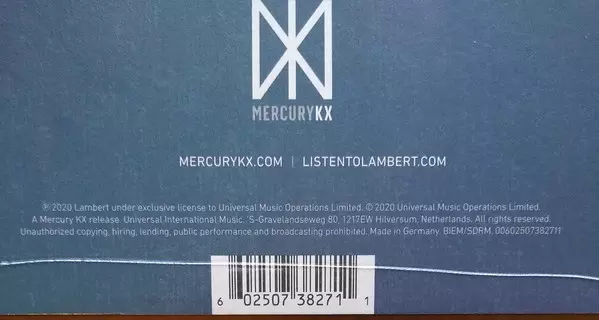 MERCURYKX
MERCURYKX.COM | LISTENTOLAMBERT.COM
℗ 2020 Lambert under exclusive license to Universal Music Operations Limited. © 2020 Universal Music Operations Limited.
A Mercury KX release. Universal International Music. 'S-Gravelandseweg 80, 1217EW Hilversum, Netherlands. All rights reserved.
Unauthorized copying, hiring, lending, public performance and broadcasting prohibited. Made in Germany. BIEM/SDRM. 00602507382711
6 02507 38271 1